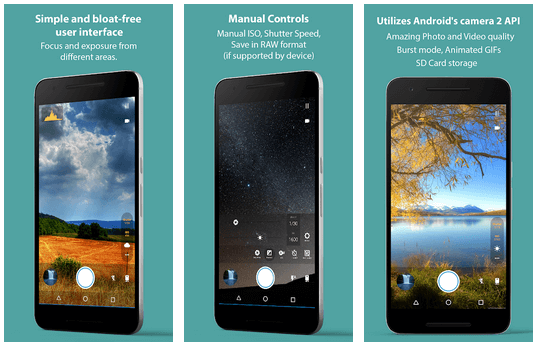 Simple and bloat-free
user interface
Focus and exposure from
different areas.
Manual Controls
Manual ISO, Shutter Speed,
Save in RAW format
(if supported by device)
1600
Utilizes Android's camera 2 API
Amazing Photo and Video quality
Burst mode, Animated GIFs
SD Card storage